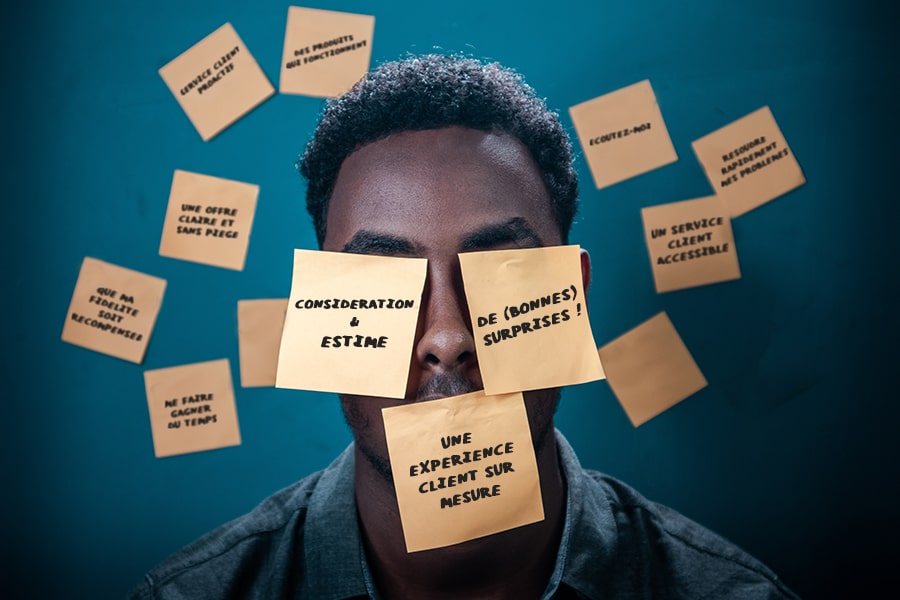 SERVICE CLIENT
PROACTIF
DES PRODUITS
QUI FONCTIONNENT
ECOUTEZ-MOI
RESOUDRE
RAPIDEMENT
MES PROBLEMES
UNE OFFRE
CLAIRE ET
SANS PIEGE
UN SERVICE
CLIENT
ACCESSIBLE
QUE MA
FIDELITE
SOIT
RECOMPENSEE
CONSIDERATION
&
ESTIME
DE (BONNES)
SURPRISES !
ME FAIRE
GAGNER
DU TEMPS
UNE
EXPERIENCE
CLIENT SUR
MESURE